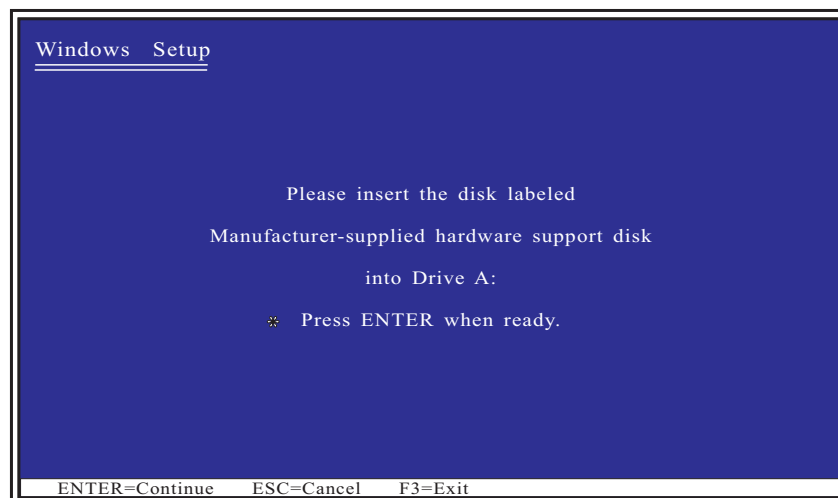 Windows Setup
Please insert the disk labeled
Manufacturer-supplied hardware support disk
into Drive A:
* Press ENTER when ready.
ENTER=Continue ESC=Cancel F3=Exit